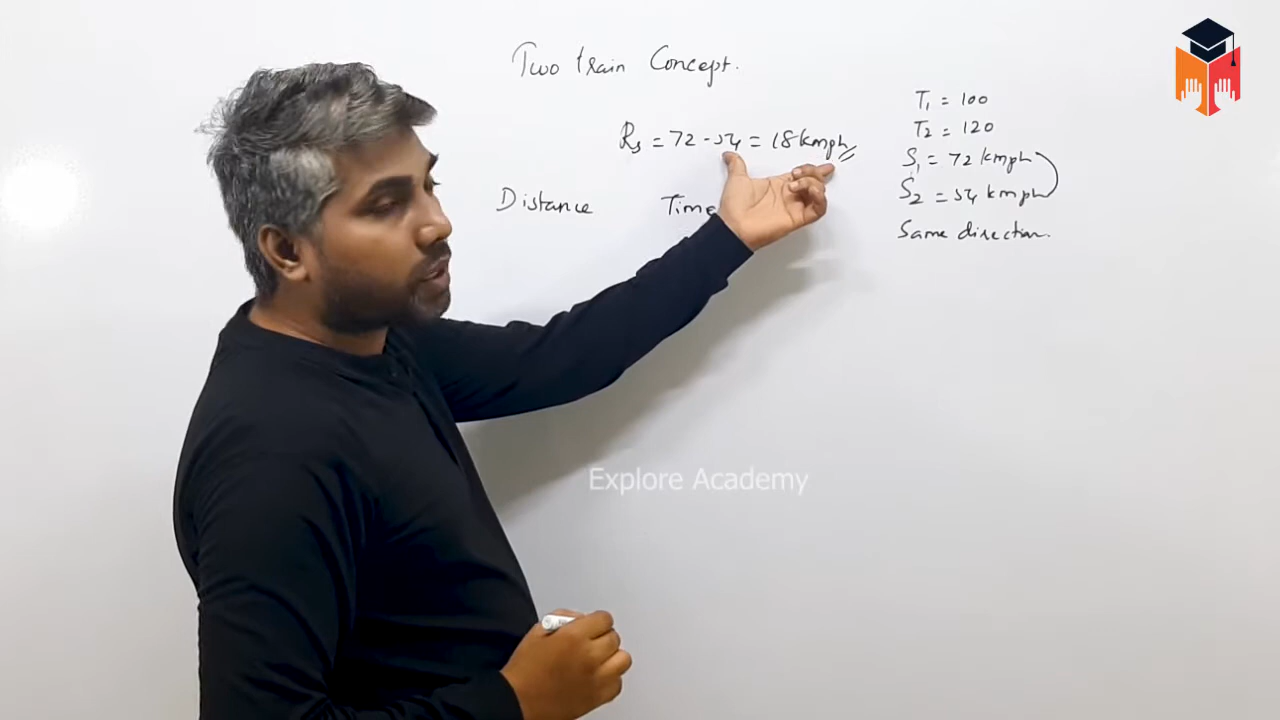 Two train Concept.
Rs = 72 - 54 = 18 kmph
Distance Time
T1 = 100
T2 = 120
S1 = 72 kmph
S2 = 54 kmph
Same direction.
Explore Academy